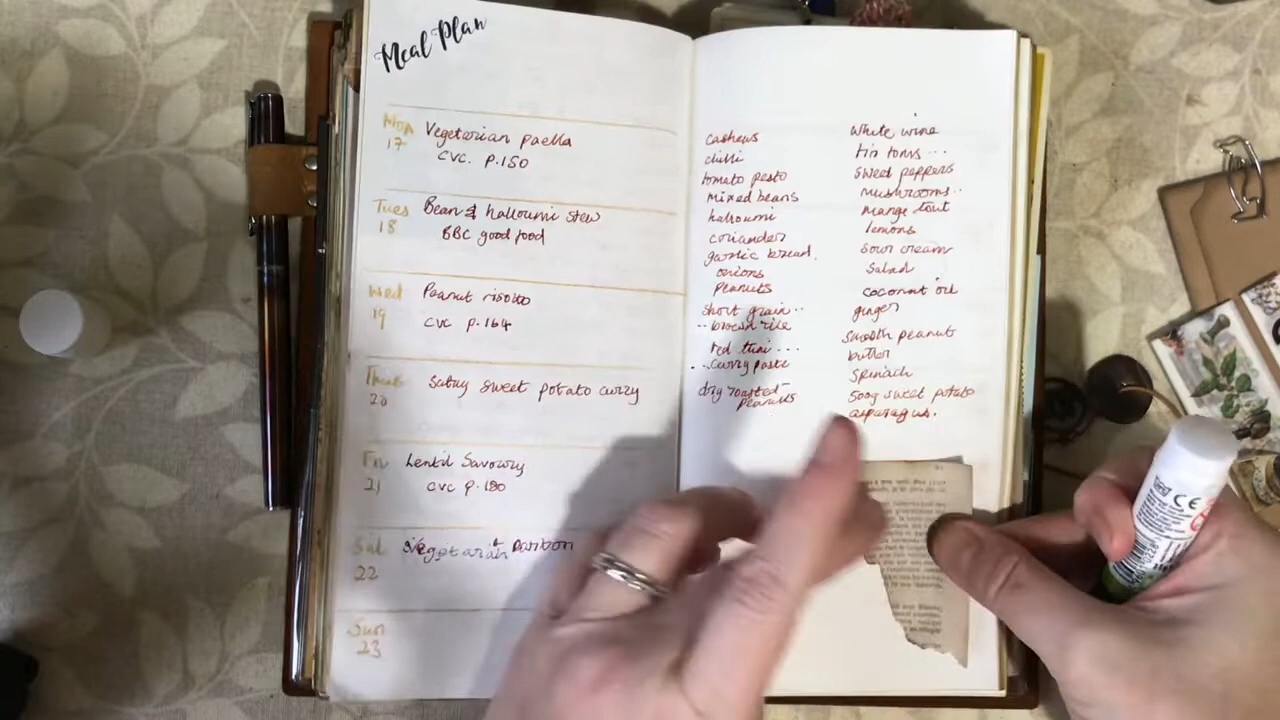 Meal Plan
Mon
17
Vegetarian paella
CVC. P.150
Tues
18
Bean & halloumi stew
BBC good food
Wed
19
Peanut risotto
CVC P.164
Thurs
20
Satay sweet potato curry
Fri
21
Lentil Savoury
CVC P.180
Sat
22
Vegetarian
Sun
23
cashews
chilli
tomato pesto
mixed beans
halloumi
coriander
garlic bread.
onions
Peanuts
short grain..
..brown rice
red thai ...
..curry paste
dry roasted
peanuts
white wine
tin toms...
sweet peppers
mushrooms..
mange tout
lemons
sour cream
Salad
coconut oil
ginger
smooth peanut
butter
Spinach
500g sweet potato
asparagus.
CE